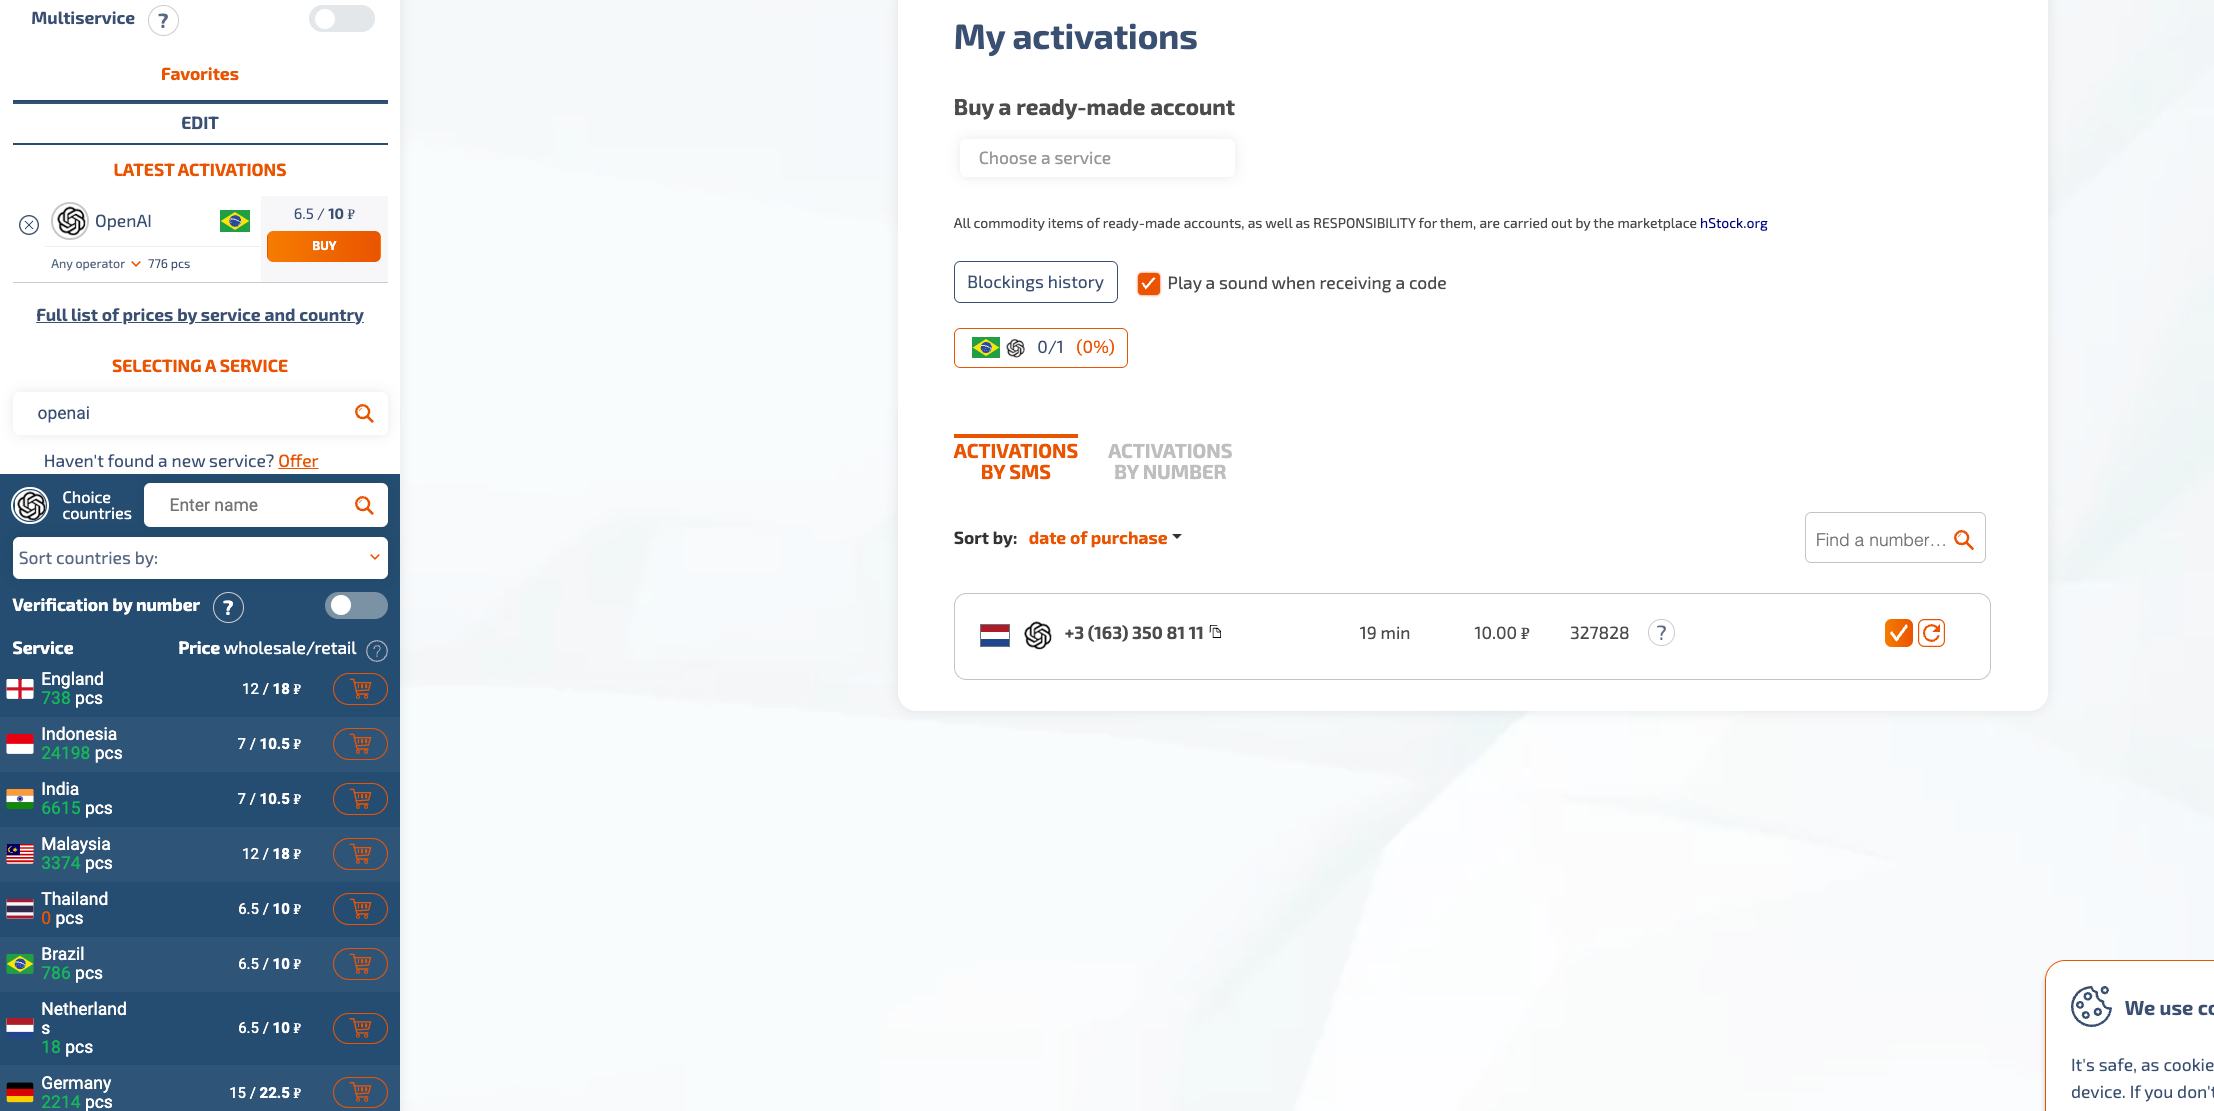 Multiservice ?
Favorites
EDIT
LATEST ACTIVATIONS
OpenAI
6.5 / 10 ₽
BUY
Any operator 776 pcs
Full list of prices by service and country
SELECTING A SERVICE
openai
Haven't found a new service? Offer
Choice
countries
Enter name
Sort countries by:
Verification by number ?
Service Price wholesale/retail ?
England
738 pcs
12 / 18 ₽
Indonesia
24198 pcs
7 / 10.5 ₽
India
6615 pcs
7 / 10.5 ₽
Malaysia
3374 pcs
12 / 18 ₽
Thailand
0 pcs
6.5 / 10 ₽
Brazil
786 pcs
6.5 / 10 ₽
Netherland
s
18 pcs
6.5 / 10 ₽
Germany
2214 pcs
15 / 22.5 ₽
My activations
Buy a ready-made account
Choose a service
All commodity items of ready-made accounts, as well as RESPONSIBILITY for them, are carried out by the marketplace hStock.org
Blockings history
Play a sound when receiving a code
0/1 (0%)
ACTIVATIONS
BY SMS
ACTIVATIONS
BY NUMBER
Sort by: date of purchase
Find a number...
+3 (163) 350 81 11 19 min 10.00 ₽ 327828 ?
We use co
It's safe, as cookie
device. If you don't